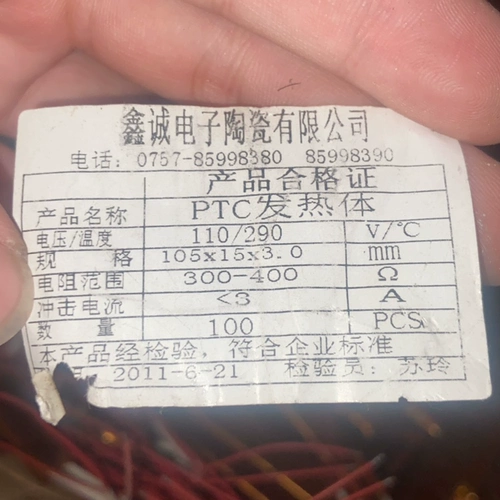 鑫诚电子陶瓷有限公司
电话: 0757-85998380 85998390
产品合格证
产品名称 PTC发热体
电压/温度 110/290 V/℃
规格 105x15x3.0 mm
电阻范围 300-400 Ω
冲击电流 <3 A
数量 100 PCS
本产品经检验, 符合企业标准
2011-6-21 检验员: 苏玲